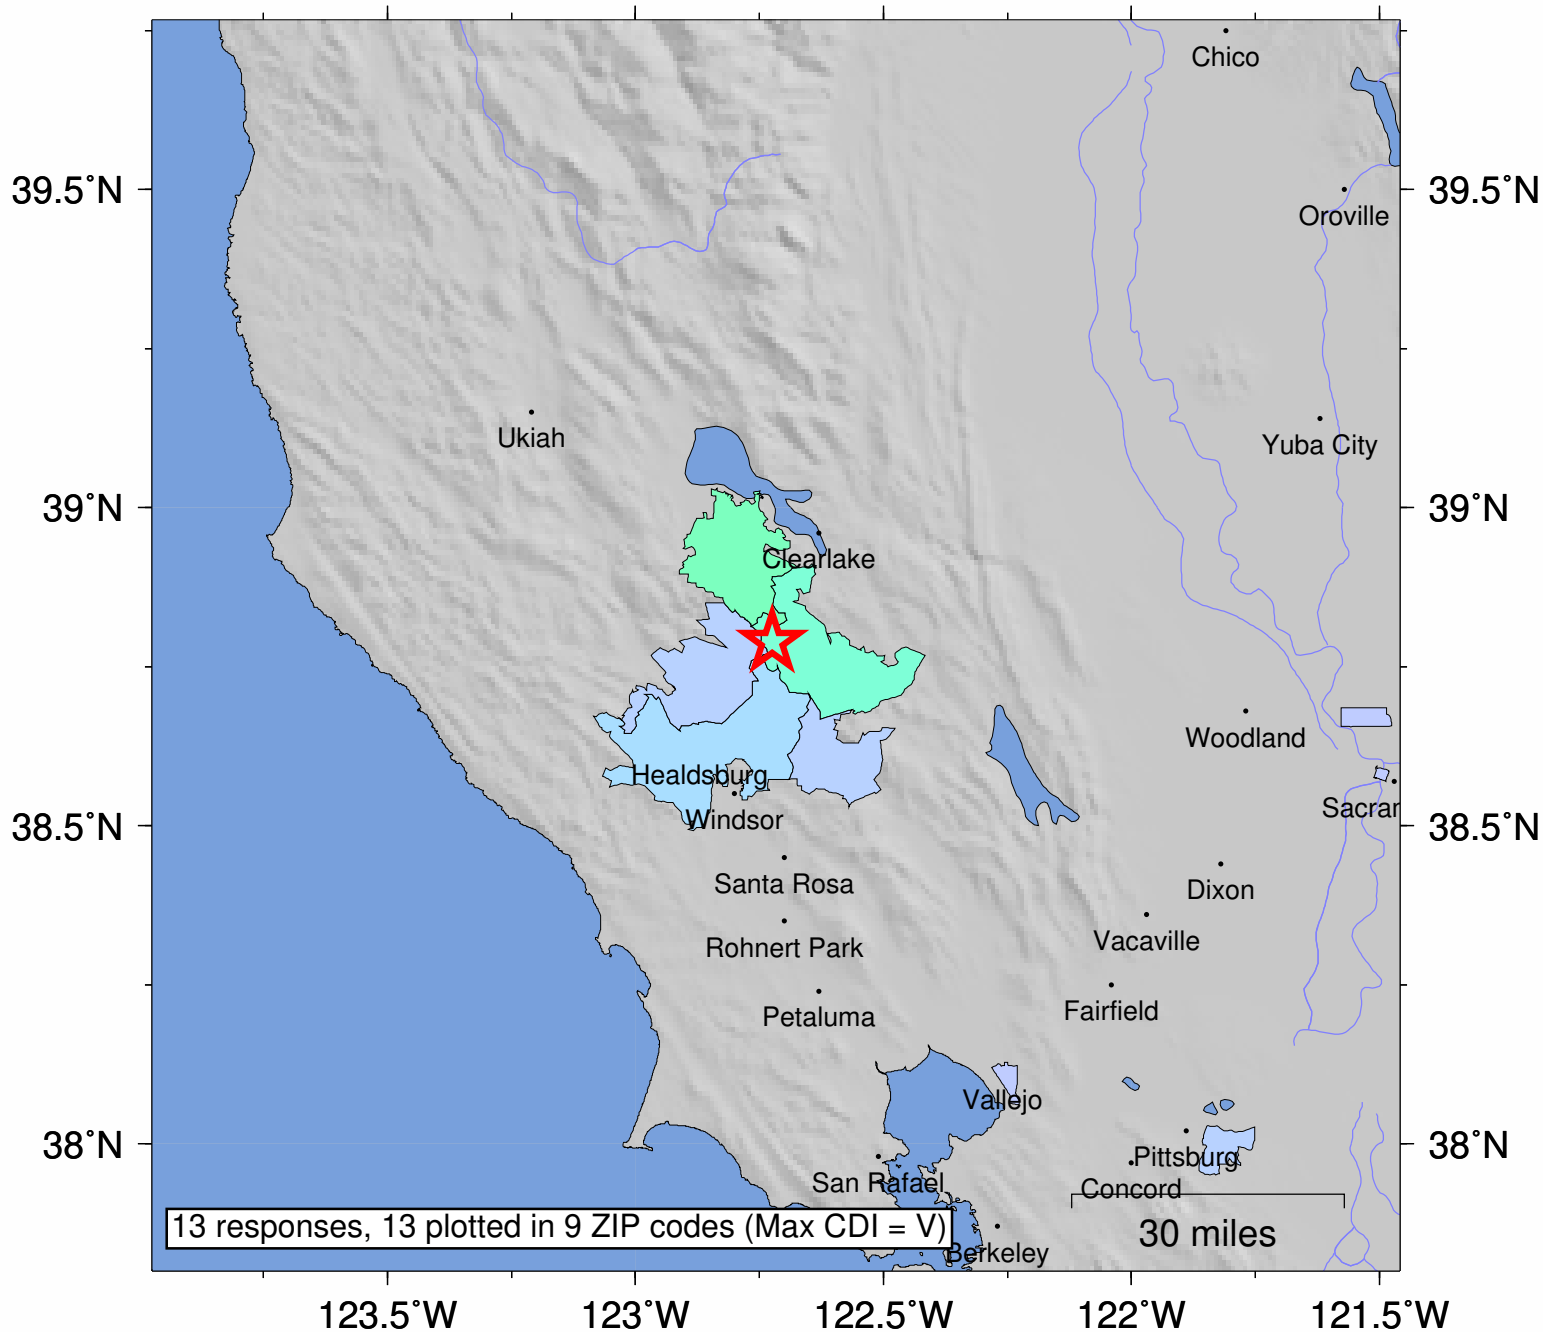 Chico
39.5˚N
39.5˚N
Oroville
Ukiah
Yuba City
39˚N
39˚N
Clearlake
Woodland
Healdsburg
Windsor
Sacrar
38.5˚N
38.5˚N
Santa Rosa
Dixon
Rohnert Park
Vacaville
Petaluma
Fairfield
Vallejo
38˚N
38˚N
Pittsburg
San Rafael
Concord
13 responses, 13 plotted in 9 ZIP codes (Max CDI = V)
30 miles
Berkeley
123.5˚W
123˚W
122.5˚W
122˚W
121.5˚W